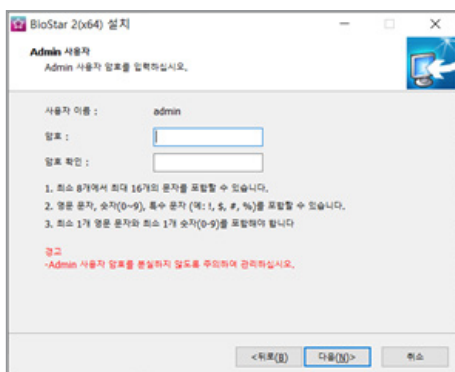 BioStar 2(x64) 설치
Admin 사용자
Admin 사용자 암호를 입력하십시오.
사용자 이름 : admin
암호 :
암호 확인 :
1. 최소 8개에서 최대 16개의 문자를 포함할 수 있습니다.
2. 영문 문자, 숫자(0~9), 특수 문자 (예: !, $, #, %)를 포함할 수 있습니다.
3. 최소 1개 영문 문자와 최소 1개 숫자(0-9)를 포함해야 합니다
경고
-Admin 사용자 암호를 분실하지 않도록 주의하여 관리하십시오.
<뒤로(B) 다음(N)> 취소